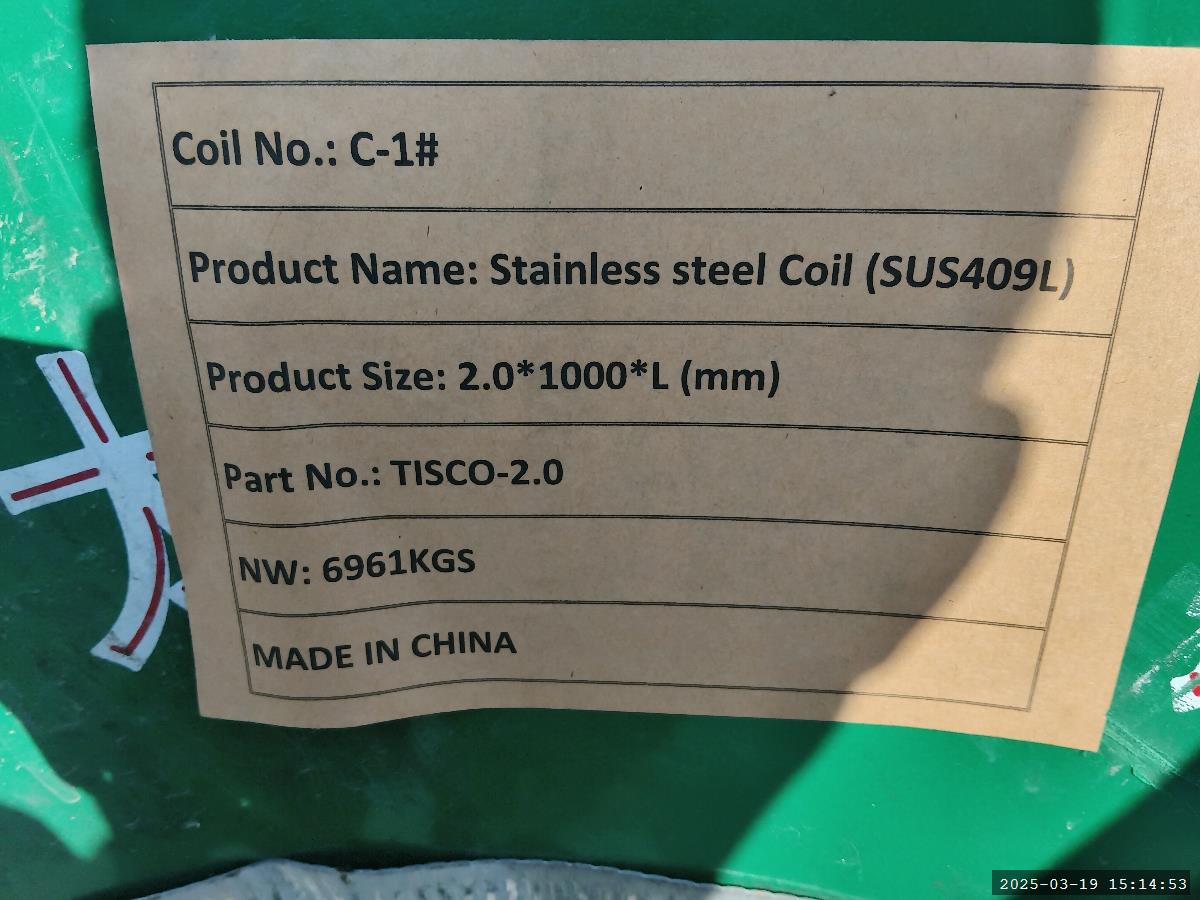 Coil No.: C-1#
Product Name: Stainless steel Coil (SUS409L)
Product Size: 2.0*1000*L (mm)
Part No.: TISCO-2.0
NW: 6961KGS
MADE IN CHINA
2025-03-19 15:14:53